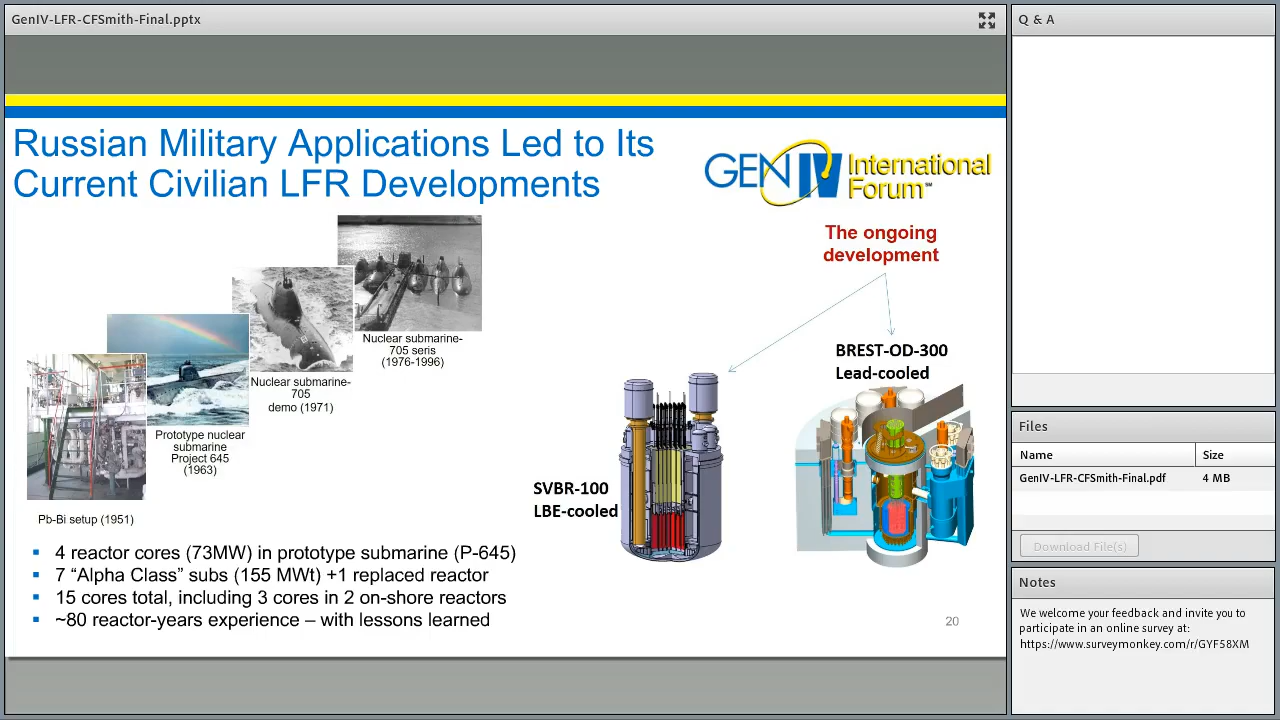 GenIV-LFR-CFSmith-Final.pptx
Russian Military Applications Led to Its
Current Civilian LFR Developments
GENIV International
Forum℠
The ongoing
development
Nuclear submarine-
705 seris
(1976-1996)
Nuclear submarine-
705
demo (1971)
Prototype nuclear
submarine
Project 645
(1963)
Pb-Bi setup (1951)
BREST-OD-300
Lead-cooled
SVBR-100
LBE-cooled
▪ 4 reactor cores (73MW) in prototype submarine (P-645)
▪ 7 “Alpha Class” subs (155 MWt) +1 replaced reactor
▪ 15 cores total, including 3 cores in 2 on-shore reactors
▪ ~80 reactor-years experience – with lessons learned
20
Q & A
Files
Name Size
GenIV-LFR-CFSmith-Final.pdf 4 MB
Download File(s)
Notes
We welcome your feedback and invite you to
participate in an online survey at:
https://www.surveymonkey.com/r/GYF58XM